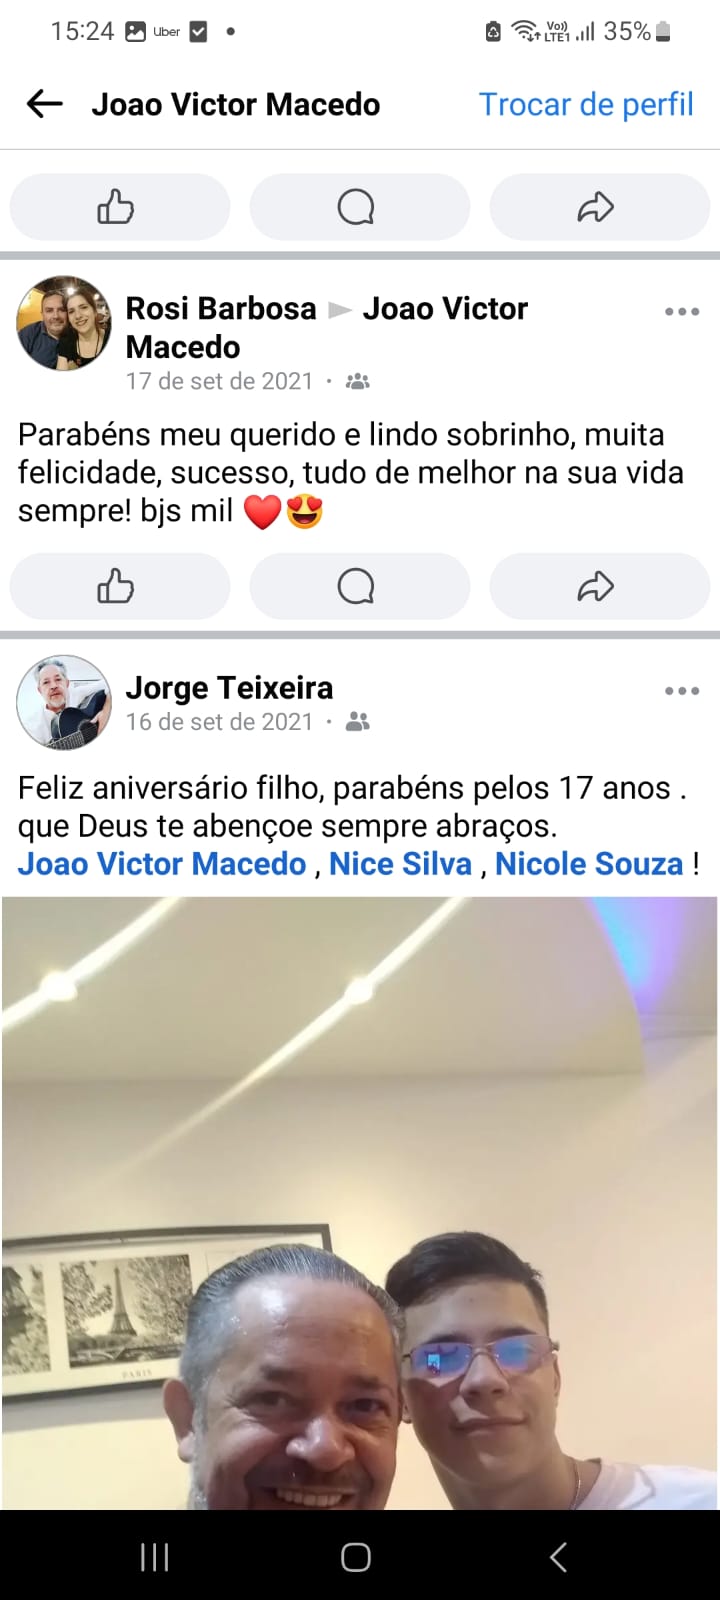 15:24 Uber Vo)) LTE1 35%
Joao Victor Macedo Trocar de perfil
Rosi Barbosa ▶ Joao Victor
Macedo
17 de set de 2021 ·
Parabéns meu querido e lindo sobrinho, muita
felicidade, sucesso, tudo de melhor na sua vida
sempre! bjs mil ❤️😍
Jorge Teixeira
16 de set de 2021 ·
Feliz aniversário filho, parabéns pelos 17 anos .
que Deus te abençoe sempre abraços.
Joao Victor Macedo , Nice Silva , Nicole Souza !
PARIS